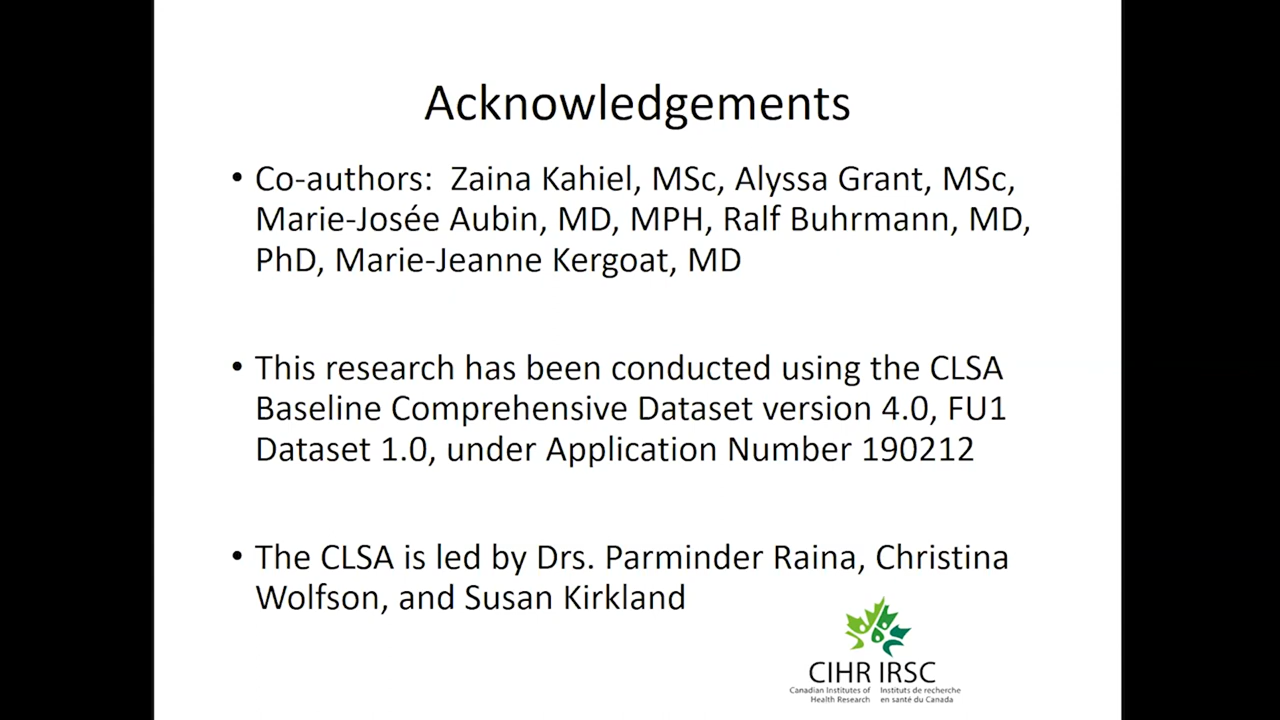 Acknowledgements
• Co-authors:  Zaina Kahiel, MSc, Alyssa Grant, MSc,
Marie-Josée Aubin, MD, MPH, Ralf Buhrmann, MD,
PhD, Marie-Jeanne Kergoat, MD
• This research has been conducted using the CLSA
Baseline Comprehensive Dataset version 4.0, FU1
Dataset 1.0, under Application Number 190212
• The CLSA is led by Drs. Parminder Raina, Christina
Wolfson, and Susan Kirkland
CIHR IRSC
Canadian Institutes of Instituts de recherche
Health Research en santé du Canada